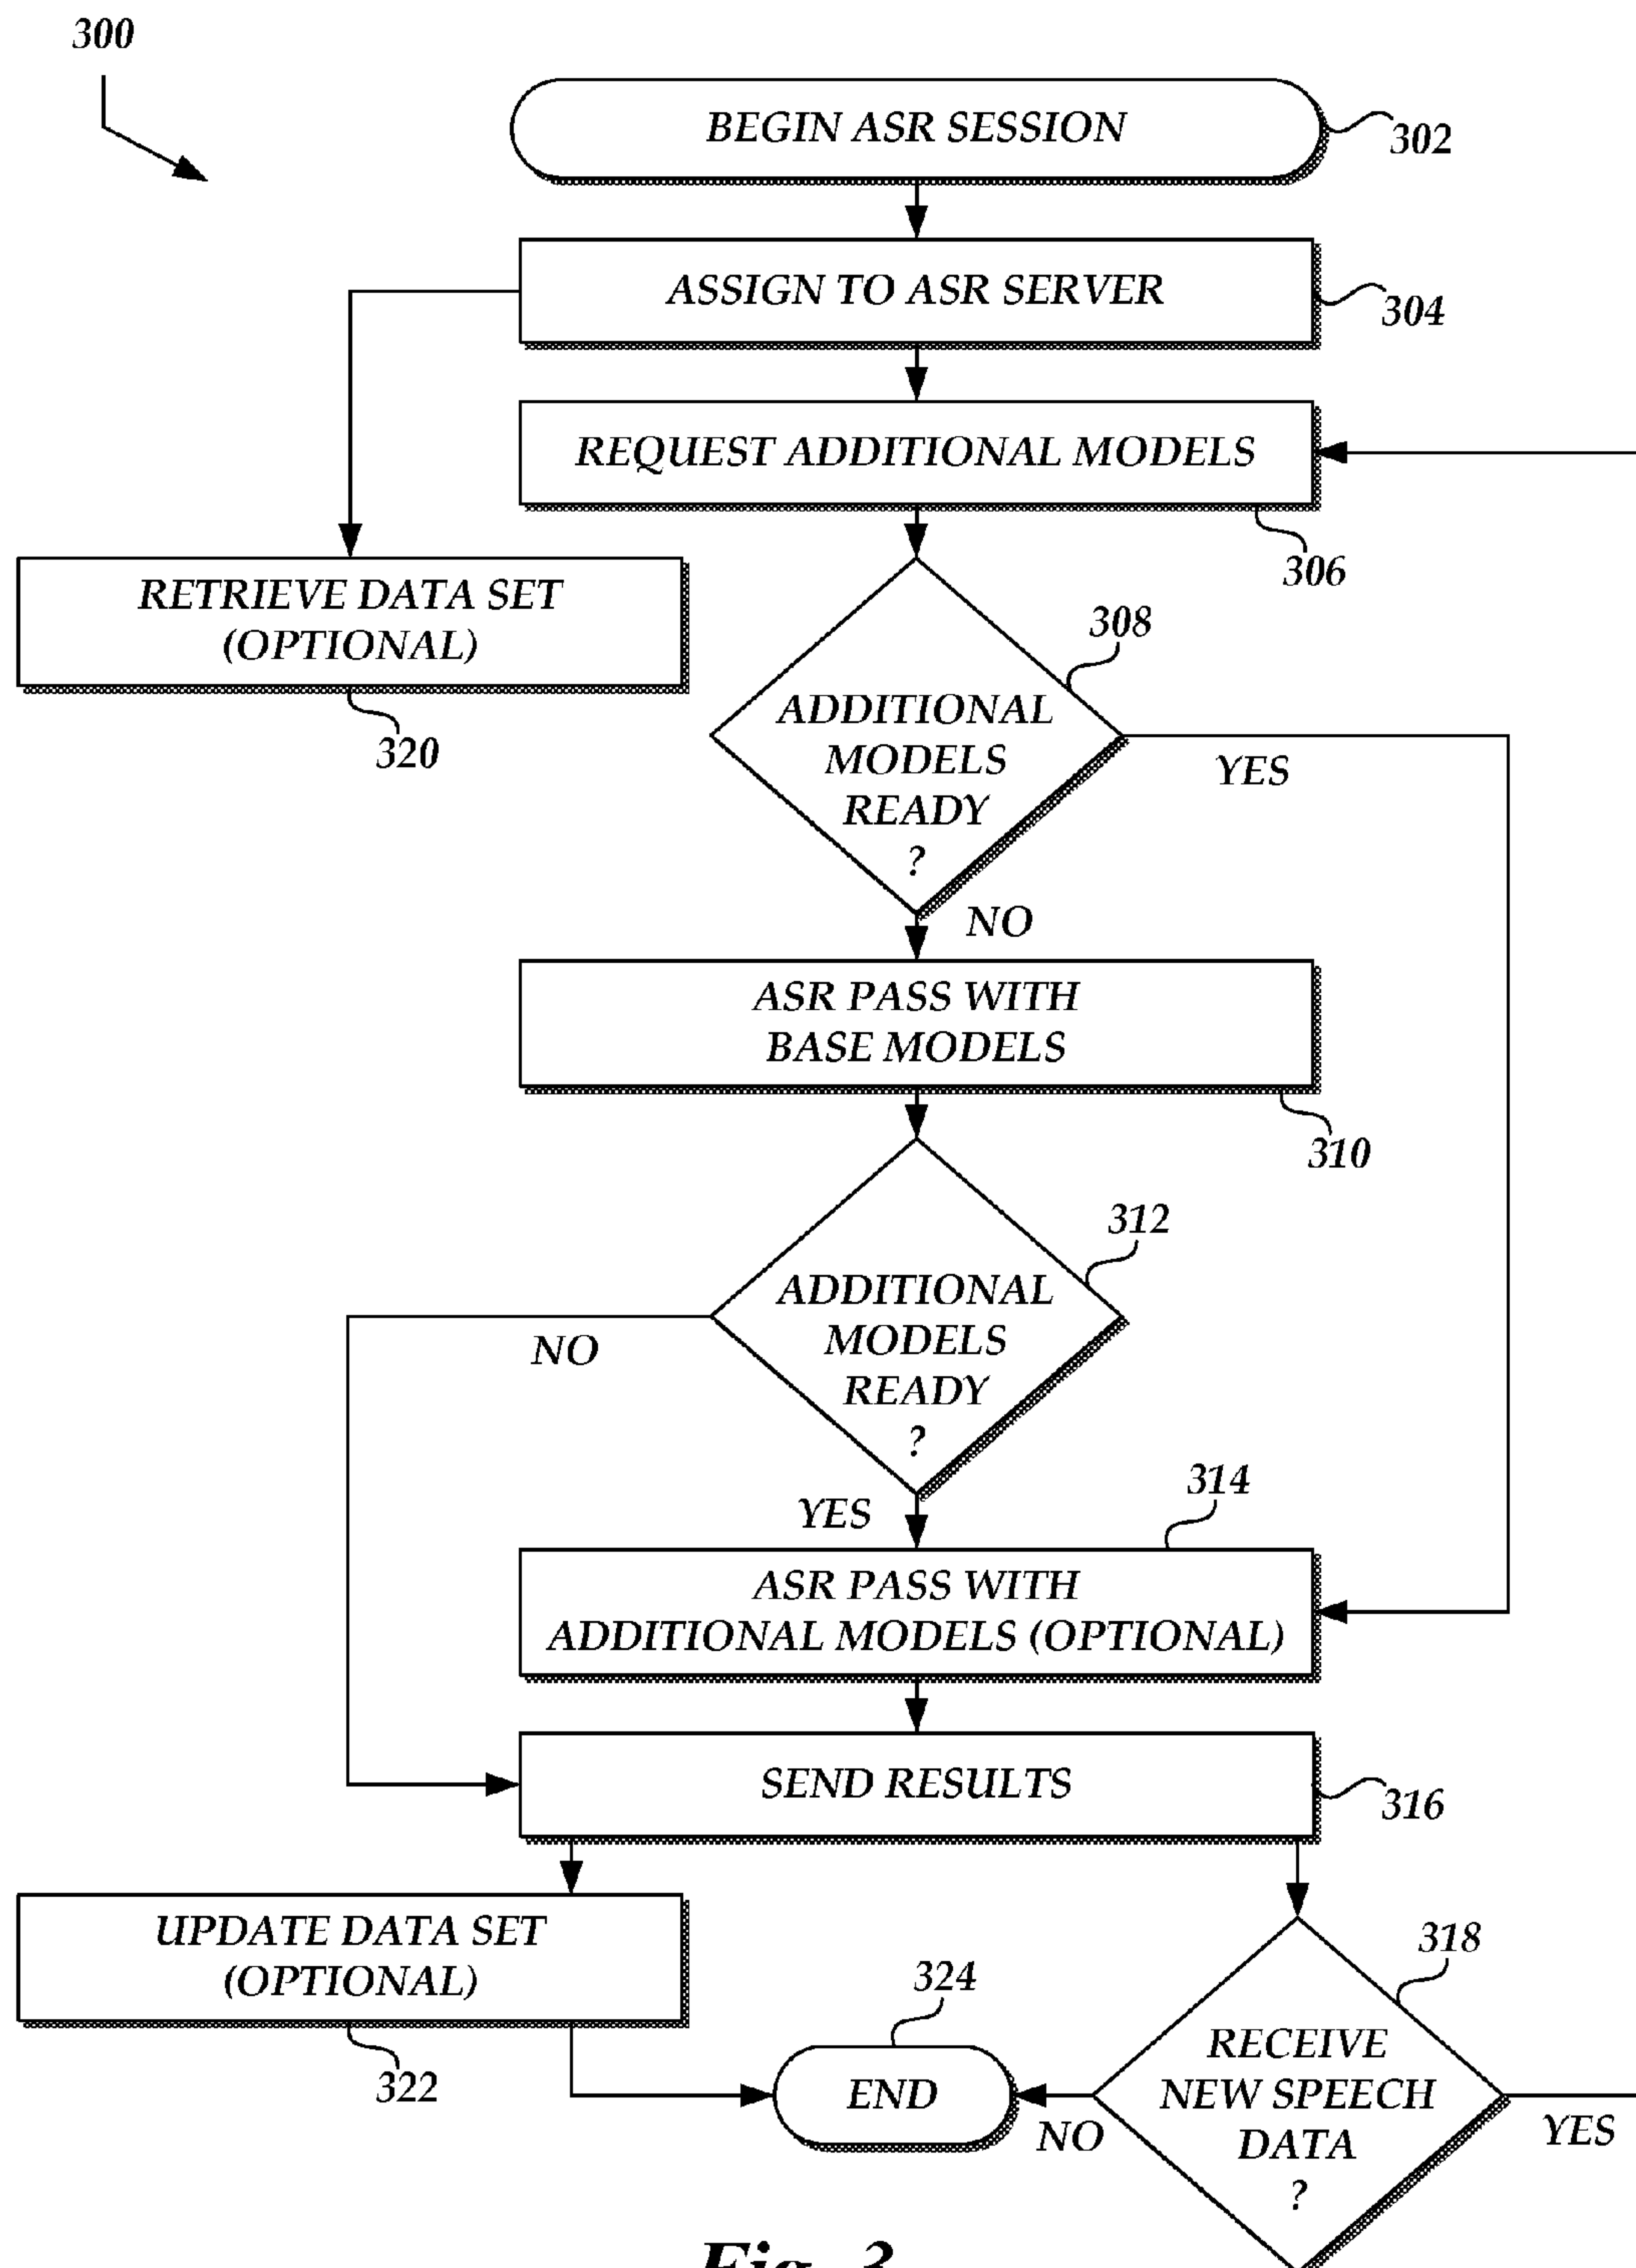 300
BEGIN ASR SESSION
302
ASSIGN TO ASR SERVER
304
REQUEST ADDITIONAL MODELS
306
RETRIEVE DATA SET
(OPTIONAL)
320
308
ADDITIONAL
MODELS
READY
?
YES
NO
ASR PASS WITH
BASE MODELS
310
312
ADDITIONAL
MODELS
READY
?
NO
YES
314
ASR PASS WITH
ADDITIONAL MODELS (OPTIONAL)
SEND RESULTS
316
UPDATE DATA SET
(OPTIONAL)
322
324
END
318
RECEIVE
NEW SPEECH
DATA
?
NO
YES
Fig. 3